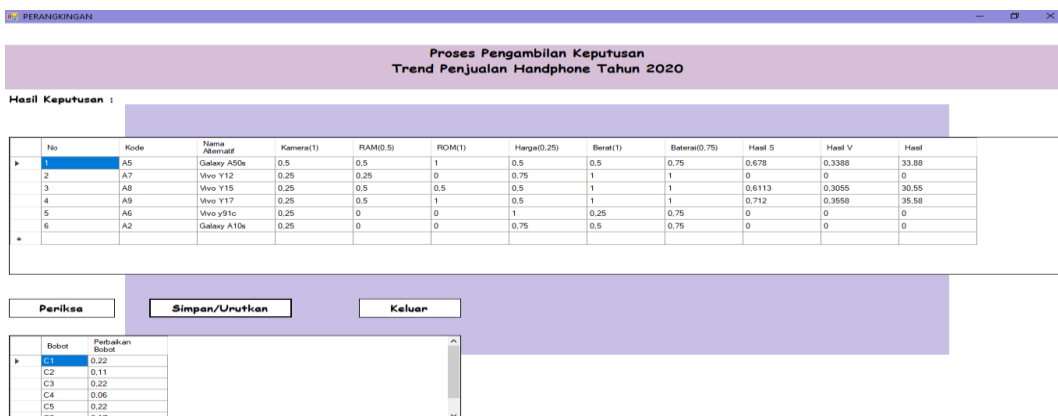 PERANGKINGAN
Proses Pengambilan Keputusan
Trend Penjualan Handphone Tahun 2020
Hasil Keputusan :
No Kode Nama Alternatif Kamera(1) RAM(0,5) ROM(1) Harga(0,25) Berat(1) Baterai(0,75) Hasil S Hasil V Hasil
1 A5 Galaxy A50s 0,5 0,5 1 0,5 0,5 0,75 0,678 0,3388 33,88
2 A7 Vivo Y12 0,25 0,25 0 0,75 1 1 0 0 0
3 A8 Vivo Y15 0,25 0,5 0,5 0,5 1 1 0,6113 0,3055 30,55
4 A9 Vivo Y17 0,25 0,5 1 0,5 1 1 0,712 0,3558 35,58
5 A6 Vivo y91c 0,25 0 0 1 0,25 0,75 0 0 0
6 A2 Galaxy A10s 0,25 0 0 0,75 0,5 0,75 0 0 0
Periksa Simpan/Urutkan Keluar
Bobot Perbaikan Bobot
C1 0,22
C2 0,11
C3 0,22
C4 0,06
C5 0,22